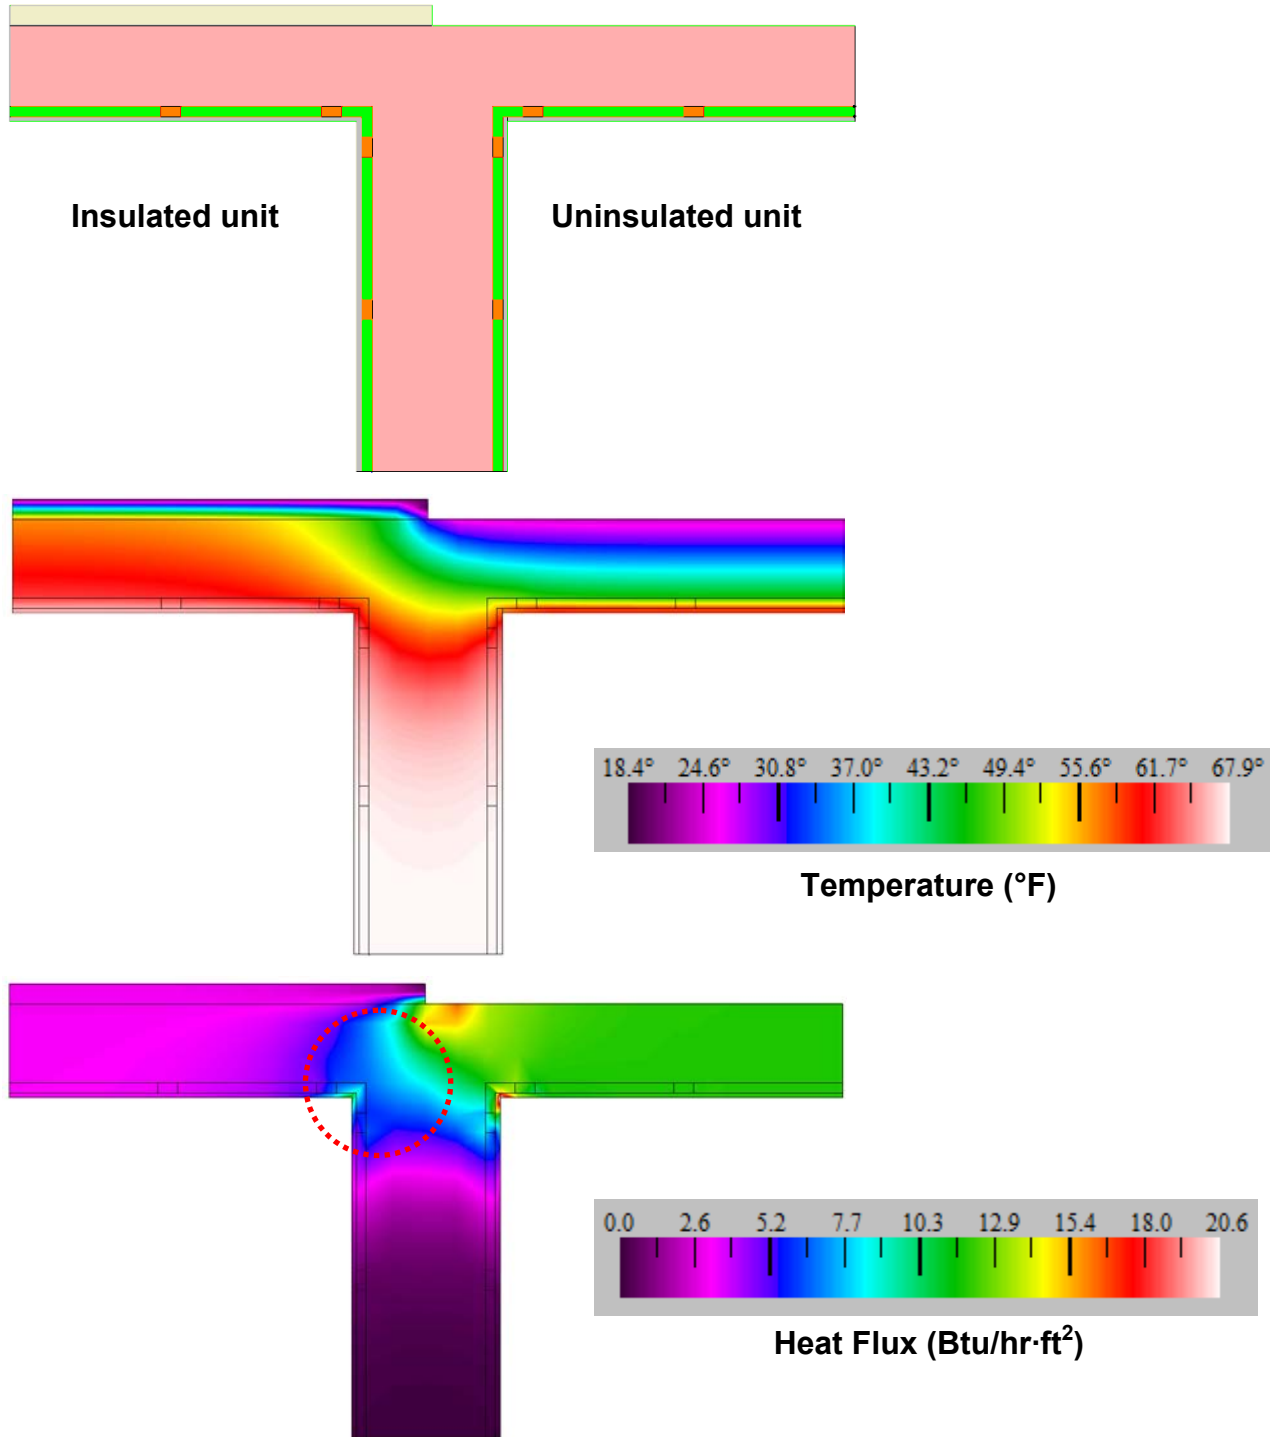 Insulated unit
Uninsulated unit
18.4° 24.6° 30.8° 37.0° 43.2° 49.4° 55.6° 61.7° 67.9°
Temperature (°F)
0.0 2.6 5.2 7.7 10.3 12.9 15.4 18.0 20.6
Heat Flux (Btu/hr·ft²)